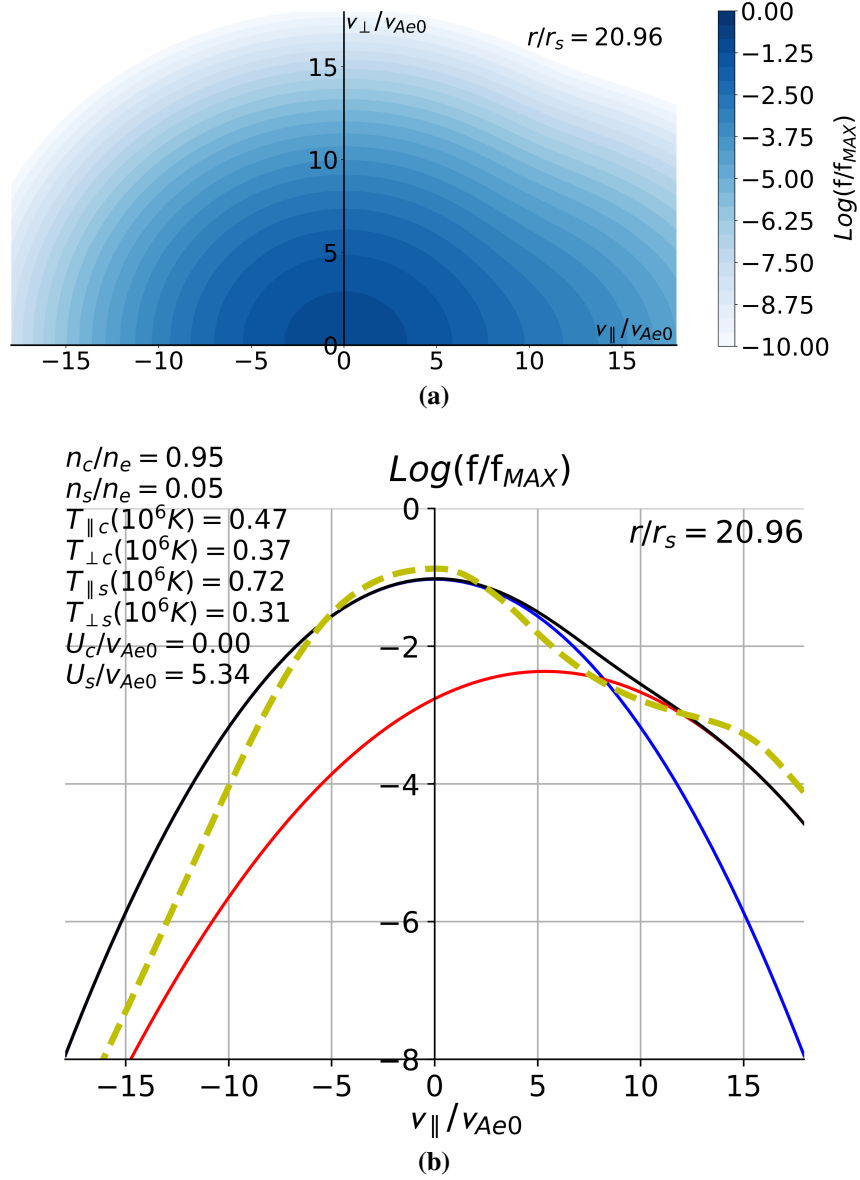 v⊥/vAe0
r/rs = 20.96
15
10
5
0
v∥/vAe0
−15 −10 −5 0 5 10 15
0.00
−1.25
−2.50
−3.75
−5.00
−6.25
−7.50
−8.75
−10.00
Log(f/fMAX)
(a)
nc/ne = 0.95
ns/ne = 0.05
T∥c(10⁶K) = 0.47
T⊥c(10⁶K) = 0.37
T∥s(10⁶K) = 0.72
T⊥s(10⁶K) = 0.31
Uc/vAe0 = 0.00
Us/vAe0 = 5.34
Log(f/fMAX)
r/rs = 20.96
0
−2
−4
−6
−8
−15 −10 −5 0 5 10 15
v∥/vAe0
(b)